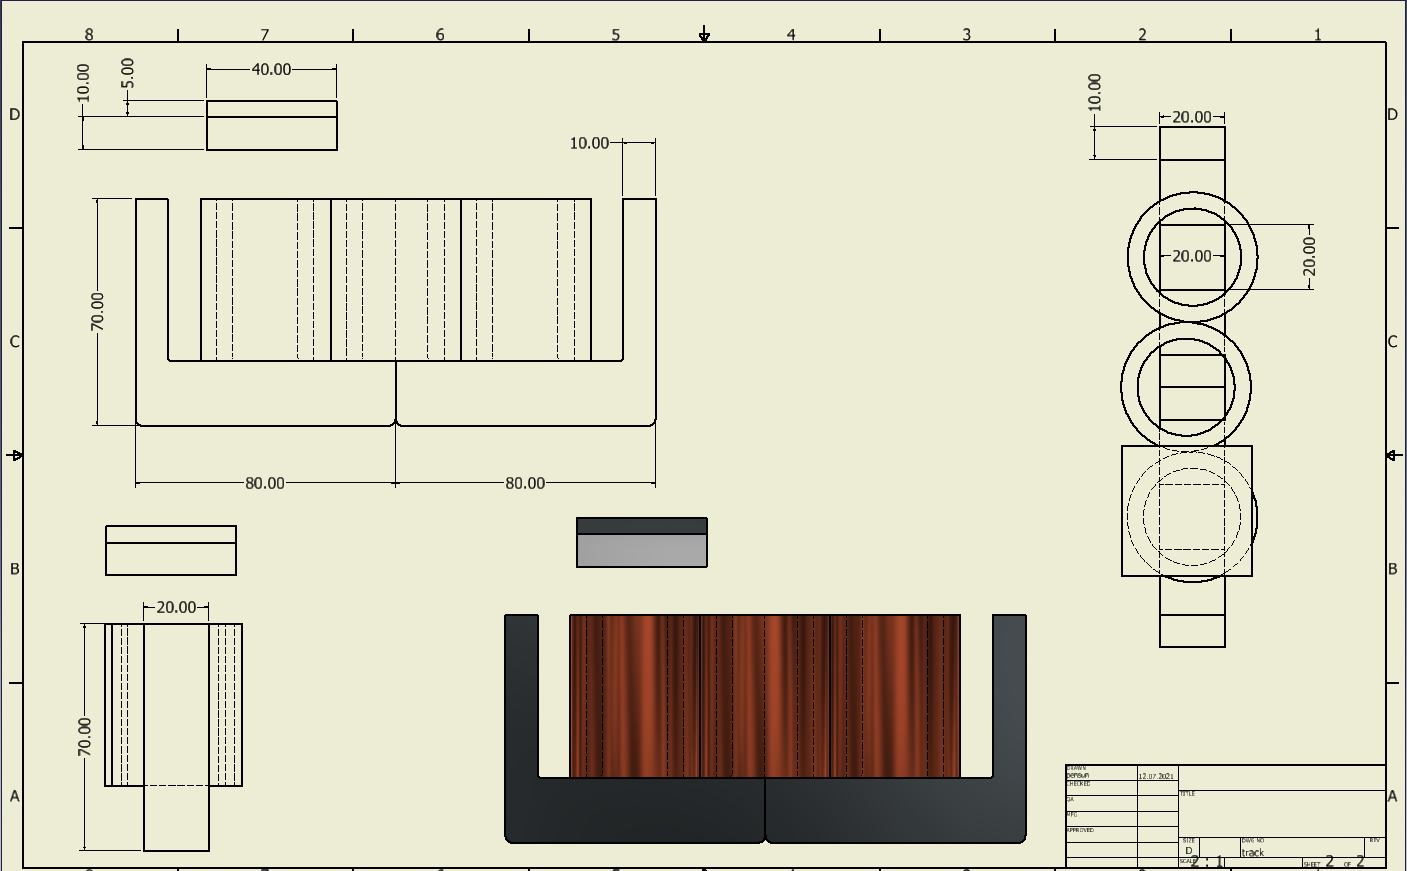 8 7 6 5 4 3 2 1
D
10.00
5.00
40.00
10.00
10.00
20.00
D
70.00
20.00
20.00
C
C
80.00
80.00
B
B
20.00
70.00
A
A
DRAWN
12.07.2021
CHECKED
QA
MFG
APPROVED
TITLE
SIZE
D
DWG NO
track
REV
SCALE
2 : 1
SHEET 2 OF 2